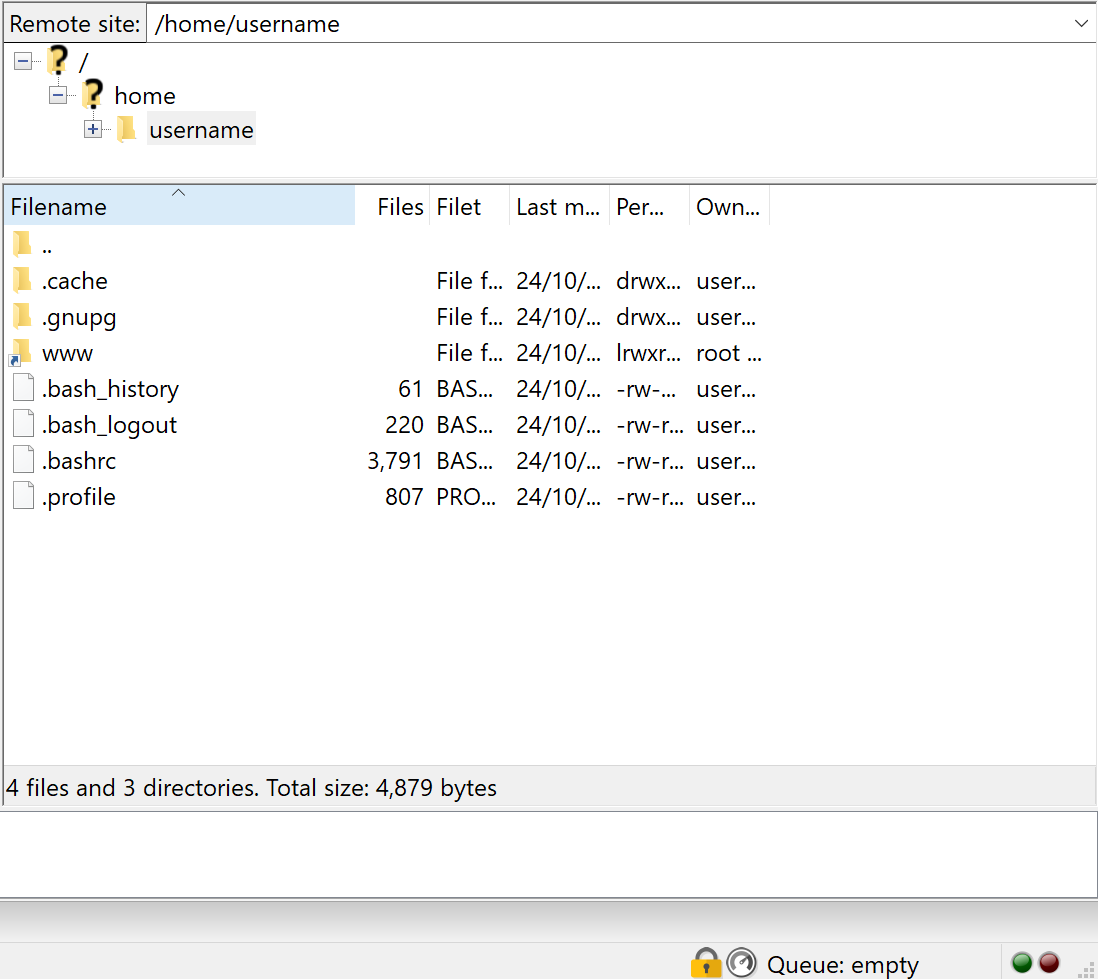 Remote site: /home/username
/
home
username
Filename Files Filet Last m... Per... Own...
..
.cache File f... 24/10/... drwx... user...
.gnupg File f... 24/10/... drwx... user...
www File f... 24/10/... lrwxr... root ...
.bash_history 61 BAS... 24/10/... -rw-... user...
.bash_logout 220 BAS... 24/10/... -rw-r... user...
.bashrc 3,791 BAS... 24/10/... -rw-r... user...
.profile 807 PRO... 24/10/... -rw-r... user...
4 files and 3 directories. Total size: 4,879 bytes
Queue: empty